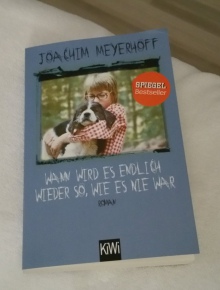 JOACHIM MEYERHOFF
SPIEGEL
Bestseller
WANN WIRD ES ENDLICH
WIEDER SO, WIE ES NIE WAR
ROMAN
KiWi